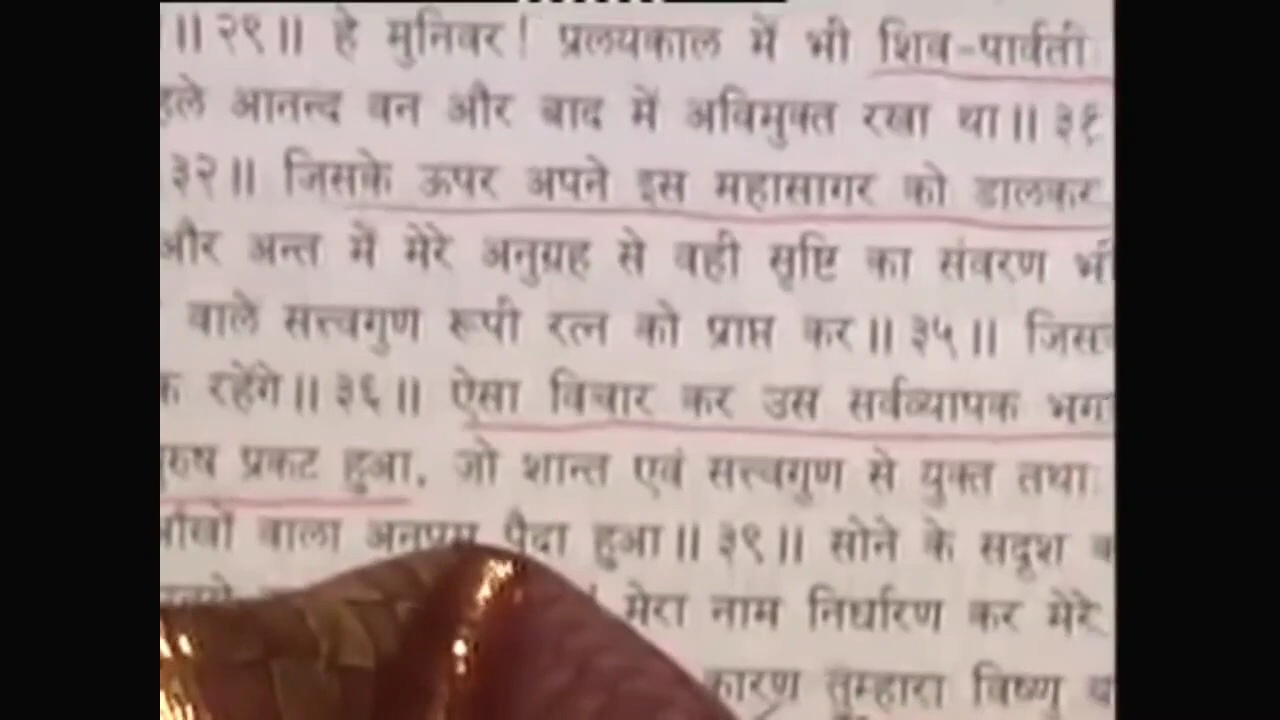 ॥ २९ ॥ हे मुनिवर! प्रलयकाल में भी शिव-पार्वती
आनन्द वन और बाद में अविमुक्त रखा था ॥ ३१
३२ ॥ जिसके ऊपर अपने इस महासागर को डालकर
और अन्त में मेरे अनुग्रह से वही सृष्टि का संवरण
वाले सत्त्वगुण रूपी रत्न को प्राप्त कर ॥ ३५ ॥
रहेंगे ॥ ३६ ॥ ऐसा विचार कर उस सर्वव्यापक
प्रकट हुआ, जो शान्त एवं सत्त्वगुण से युक्त तथा
वाला अनुपम पैदा हुआ ॥ ३९ ॥ सोने के सदृश
मेरा नाम निर्धारण कर मेरे
कारण तुम्हारा विष्णु